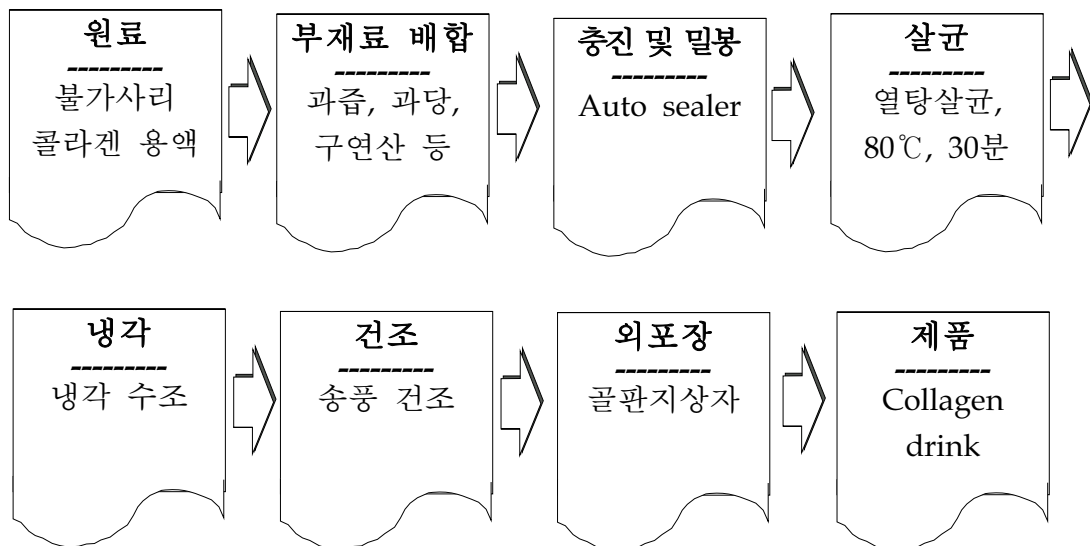 원료
불가사리
콜라겐 용액
부재료 배합
과즙, 과당,
구연산 등
충진 및 밀봉
Auto sealer
살균
열탕살균,
80℃, 30분
냉각
냉각 수조
건조
송풍 건조
외포장
골판지상자
제품
Collagen
drink